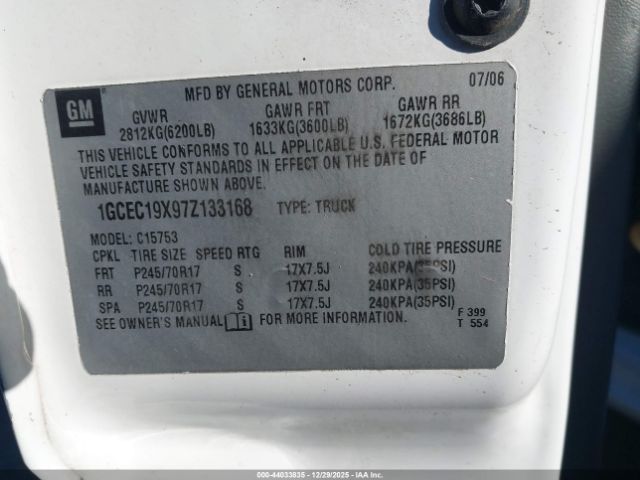 MFD BY GENERAL MOTORS CORP. 07/06
GM
GVWR GAWR FRT GAWR RR
2812KG(6200LB) 1633KG(3600LB) 1672KG(3686LB)
THIS VEHICLE CONFORMS TO ALL APPLICABLE U.S. FEDERAL MOTOR
VEHICLE SAFETY STANDARDS IN EFFECT ON THE DATE OF
MANUFACTURE SHOWN ABOVE.
1GCEC19X97Z133168 TYPE: TRUCK
MODEL: C15753
CPKL TIRE SIZE SPEED RTG RIM COLD TIRE PRESSURE
FRT P245/70R17 S 17X7.5J 240KPA(35PSI)
RR P245/70R17 S 17X7.5J 240KPA(35PSI)
SPA P245/70R17 S 17X7.5J 240KPA(35PSI)
SEE OWNER'S MANUAL FOR MORE INFORMATION.
F 399
T 554
000-44033835 - 12/29/2025 - IAAI.com